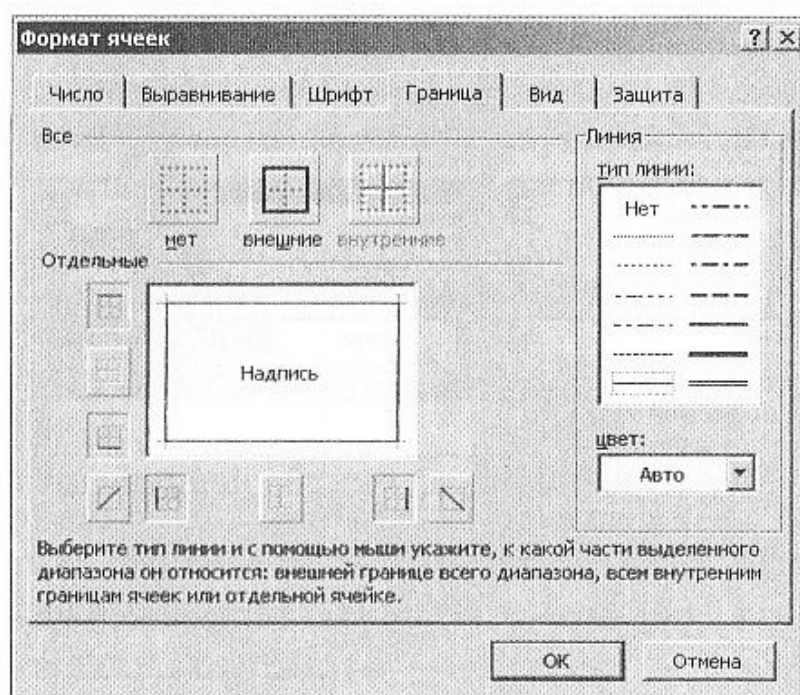 Формат ячеек
Число Выравнивание Шрифт Граница Вид Защита
Все
нет внешние внутренние
Отдельные
Надпись
Линия
тип линии:
Нет
цвет:
Авто
Выберите тип линии и с помощью мыши укажите, к какой части выделенного
диапазона он относится: внешней границе всего диапазона, всем внутренним
границам ячеек или отдельной ячейке.
ОК Отмена